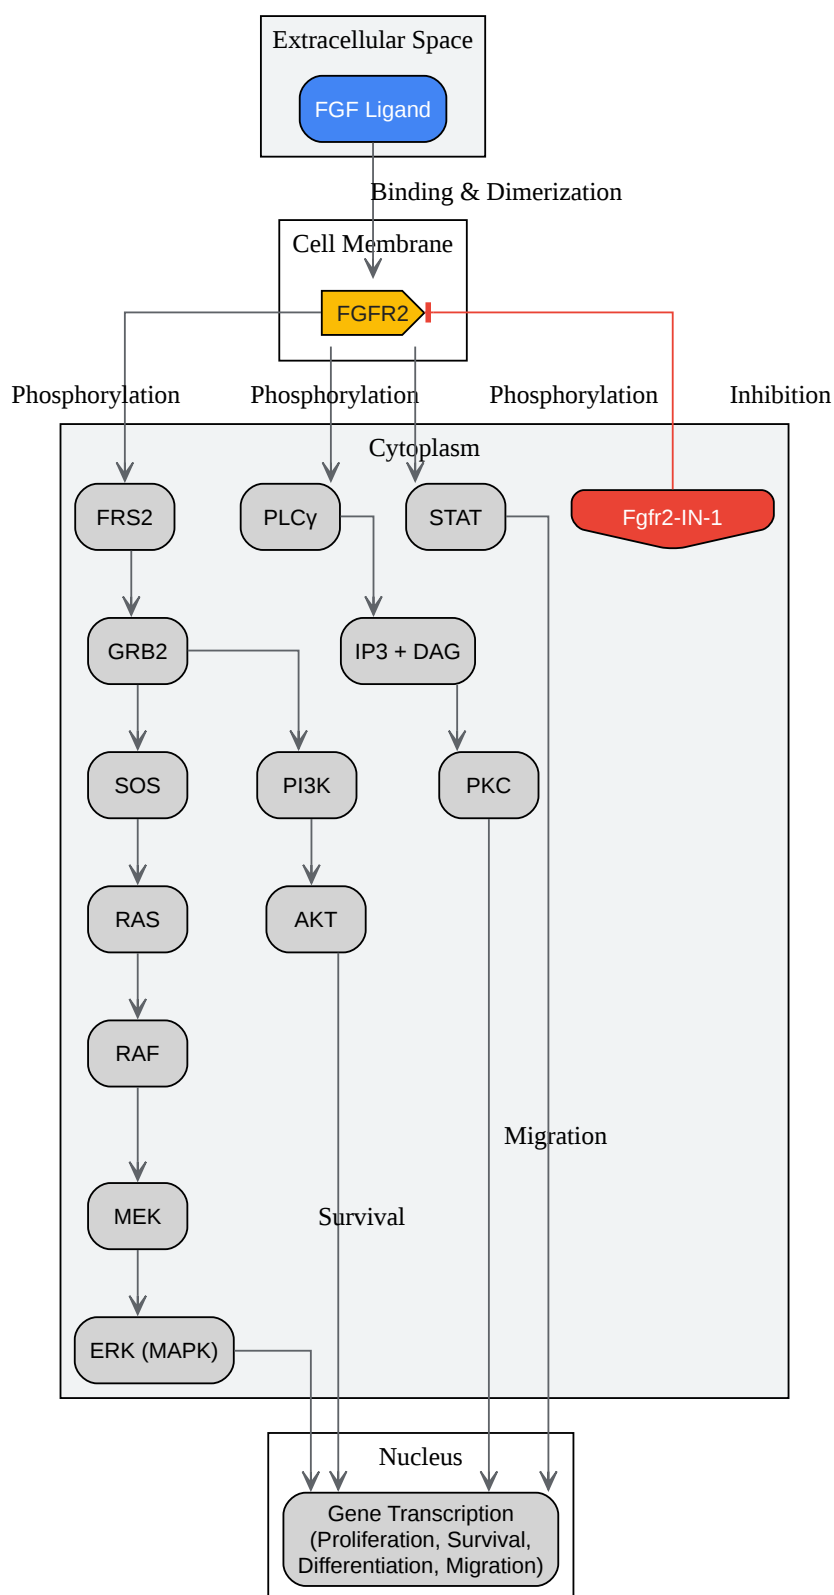 Extracellular Space
FGF Ligand
Binding & Dimerization
Cell Membrane
FGFR2
Phosphorylation
Phosphorylation
Phosphorylation
Inhibition
Cytoplasm
FRS2
PLCγ
STAT
Fgfr2-IN-1
GRB2
IP3 + DAG
SOS
PI3K
PKC
RAS
AKT
RAF
Migration
MEK
Survival
ERK (MAPK)
Nucleus
Gene Transcription
(Proliferation, Survival,
Differentiation, Migration)